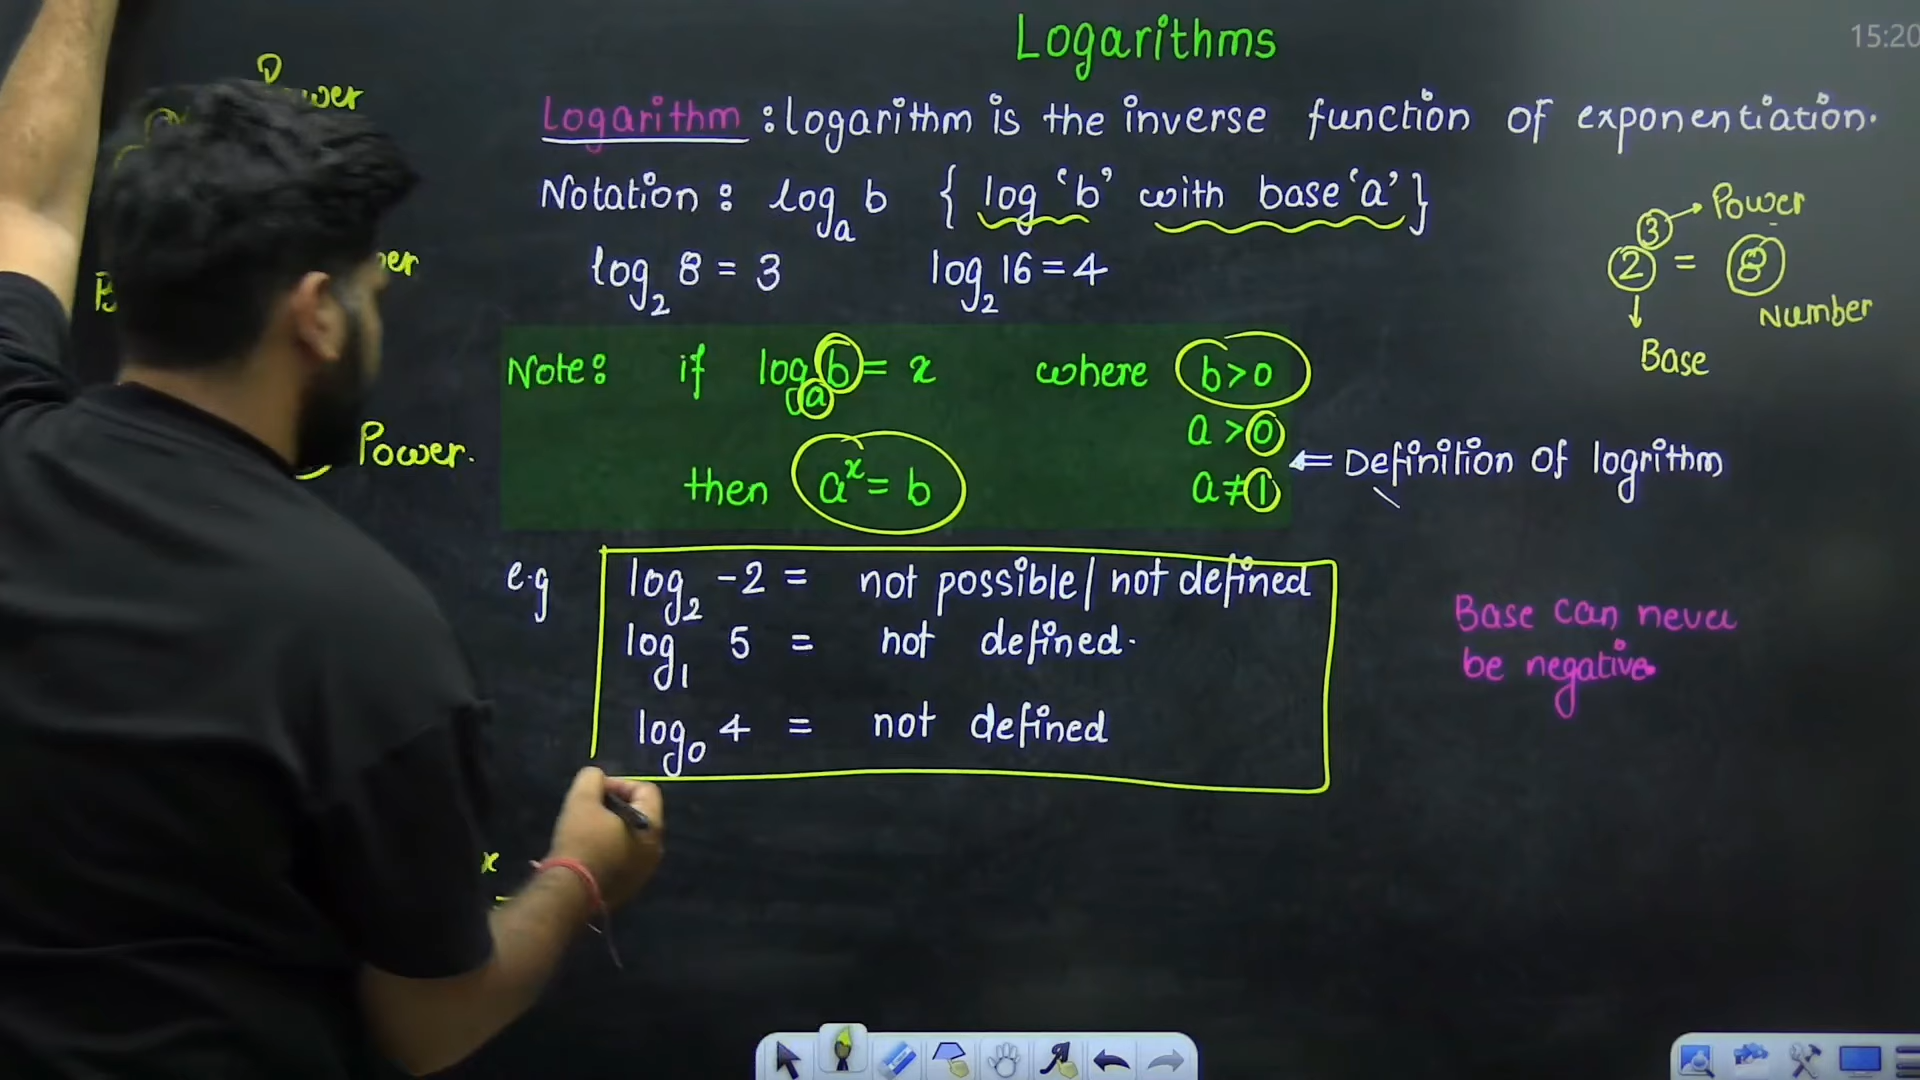 Logarithms
15:20
Power
Logarithm : logarithm is the inverse function of exponentiation.
Notation : log_a b { log 'b' with base 'a' }
log_2 8 = 3 log_2 16 = 4
3 → Power
2 = 8
Number
Base
Note: if log_a b = x where b>0
a>0
then a^x = b a≠1
⇐ Definition of logrithm
Power.
e.g log_2 -2 = not possible/not defined
log_1 5 = not defined.
log_0 4 = not defined
Base can never
be negative.
x